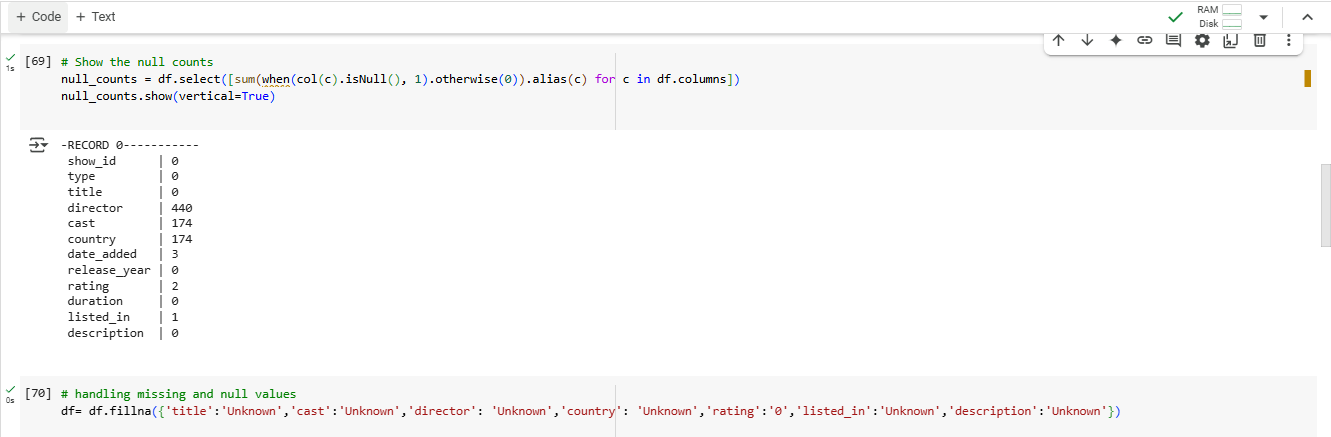 + Code + Text
RAM
Disk
[69] # Show the null counts
1s
null_counts = df.select([sum(when(col(c).isNull(), 1).otherwise(0)).alias(c) for c in df.columns])
null_counts.show(vertical=True)
-RECORD 0-----------
show_id | 0
type | 0
title | 0
director | 440
cast | 174
country | 174
date_added | 3
release_year | 0
rating | 2
duration | 0
listed_in | 1
description | 0
[70] # handling missing and null values
0s
df= df.fillna({'title':'Unknown','cast':'Unknown','director': 'Unknown','country': 'Unknown','rating':'0','listed_in':'Unknown','description':'Unknown'})